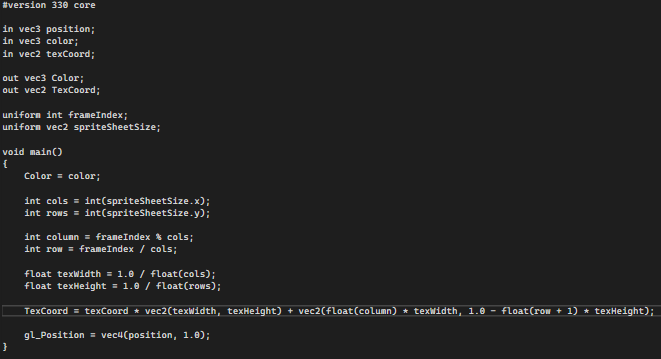 #version 330 core
in vec3 position;
in vec3 color;
in vec2 texCoord;
out vec3 Color;
out vec2 TexCoord;
uniform int frameIndex;
uniform vec2 spriteSheetSize;
void main()
{
Color = color;
int cols = int(spriteSheetSize.x);
int rows = int(spriteSheetSize.y);
int column = frameIndex % cols;
int row = frameIndex / cols;
float texWidth = 1.0 / float(cols);
float texHeight = 1.0 / float(rows);
TexCoord = texCoord * vec2(texWidth, texHeight) + vec2(float(column) * texWidth, 1.0 - float(row + 1) * texHeight);
gl_Position = vec4(position, 1.0);
}